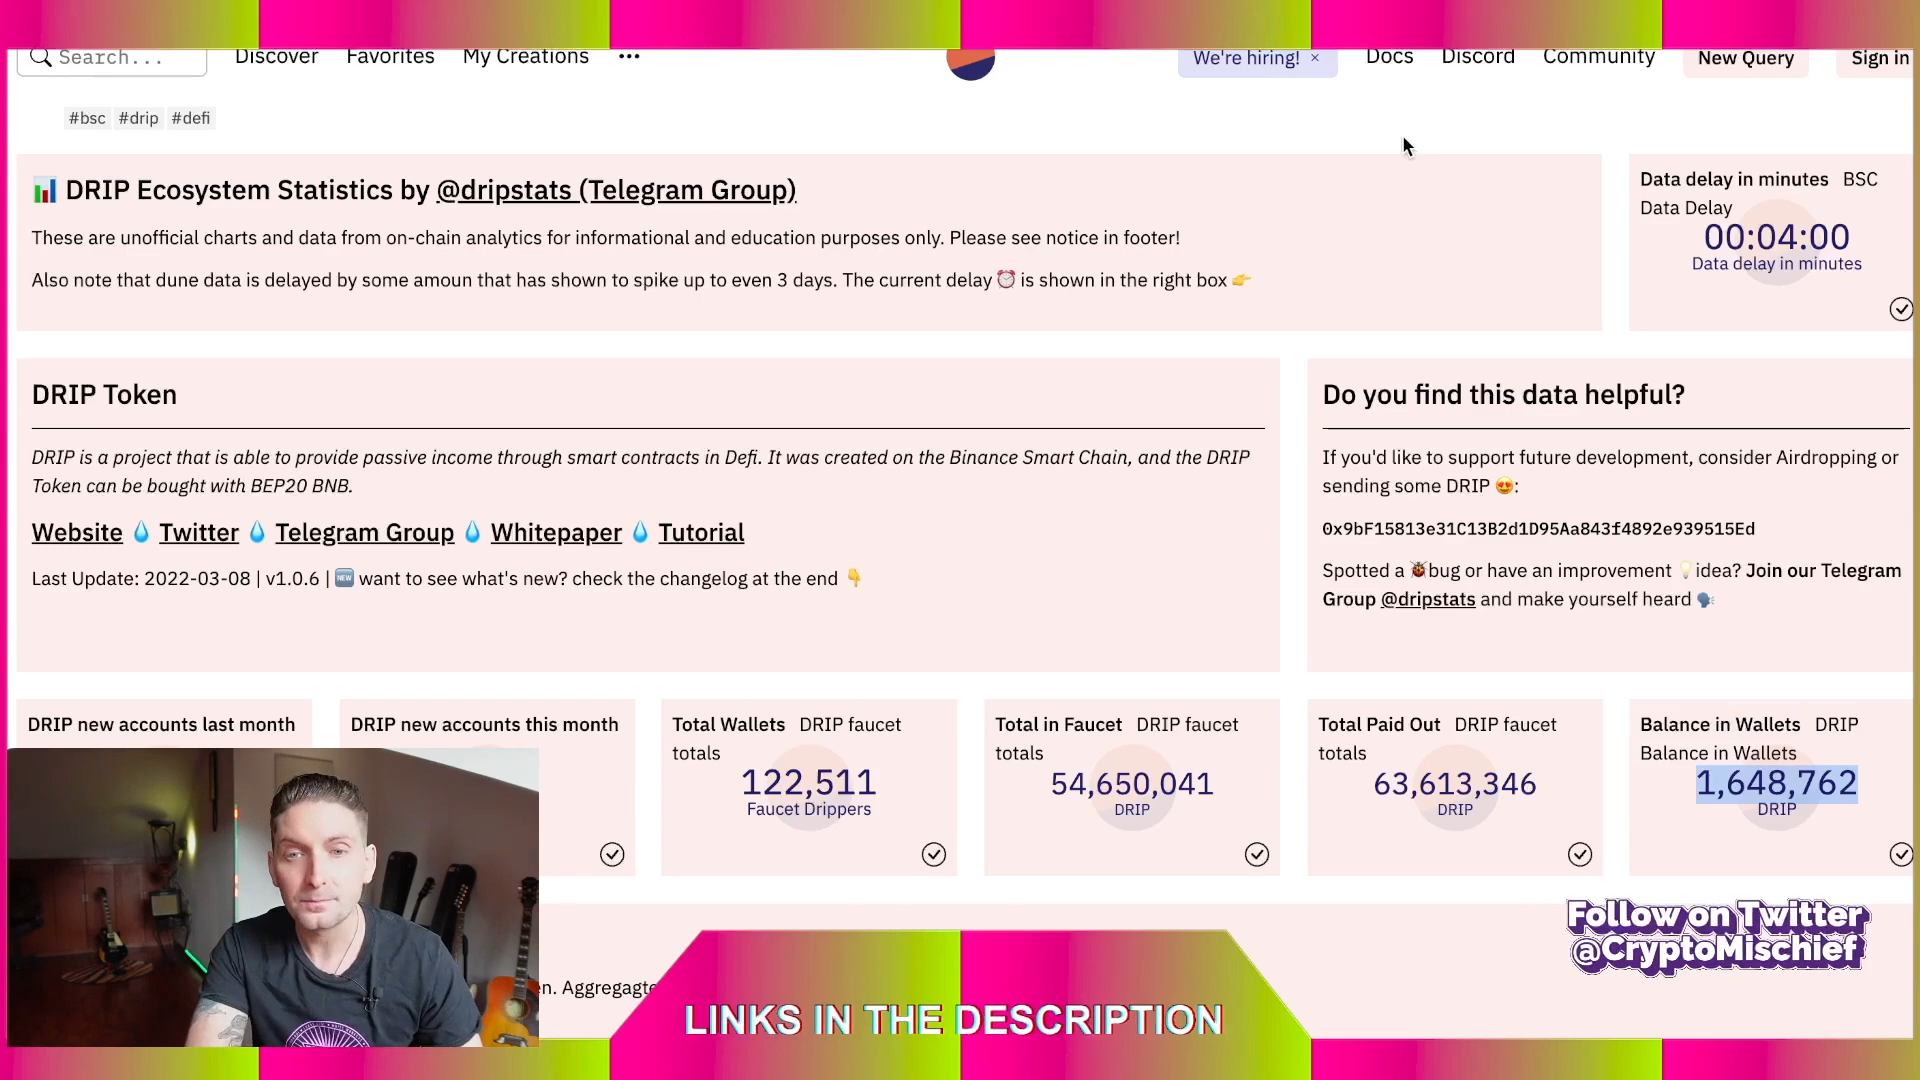 Search...
Discover
Favorites
My Creations
We're hiring! ×
Docs
Discord
Community
New Query
Sign in
#bsc #drip #defi
📊 DRIP Ecosystem Statistics by @dripstats (Telegram Group)
These are unofficial charts and data from on-chain analytics for informational and education purposes only. Please see notice in footer!
Also note that dune data is delayed by some amoun that has shown to spike up to even 3 days. The current delay ⏰ is shown in the right box 👉
Data delay in minutes BSC
Data Delay
00:04:00
Data delay in minutes
DRIP Token
DRIP is a project that is able to provide passive income through smart contracts in Defi. It was created on the Binance Smart Chain, and the DRIP
Token can be bought with BEP20 BNB.
Website 💧 Twitter 💧 Telegram Group 💧 Whitepaper 💧 Tutorial
Last Update: 2022-03-08 | v1.0.6 | 🆕 want to see what's new? check the changelog at the end 👇
Do you find this data helpful?
If you'd like to support future development, consider Airdropping or
sending some DRIP 😍:
0x9bF15813e31C13B2d1D95Aa843f4892e939515Ed
Spotted a 🐞bug or have an improvement 💡idea? Join our Telegram
Group @dripstats and make yourself heard 🗣️
DRIP new accounts last month
DRIP new accounts this month
Total Wallets DRIP faucet
totals
122,511
Faucet Drippers
Total in Faucet DRIP faucet
totals
54,650,041
DRIP
Total Paid Out DRIP faucet
totals
63,613,346
DRIP
Balance in Wallets DRIP
Balance in Wallets
1,648,762
DRIP
Follow on Twitter
@CryptoMischief
en. Aggregagte
LINKS IN THE DESCRIPTION